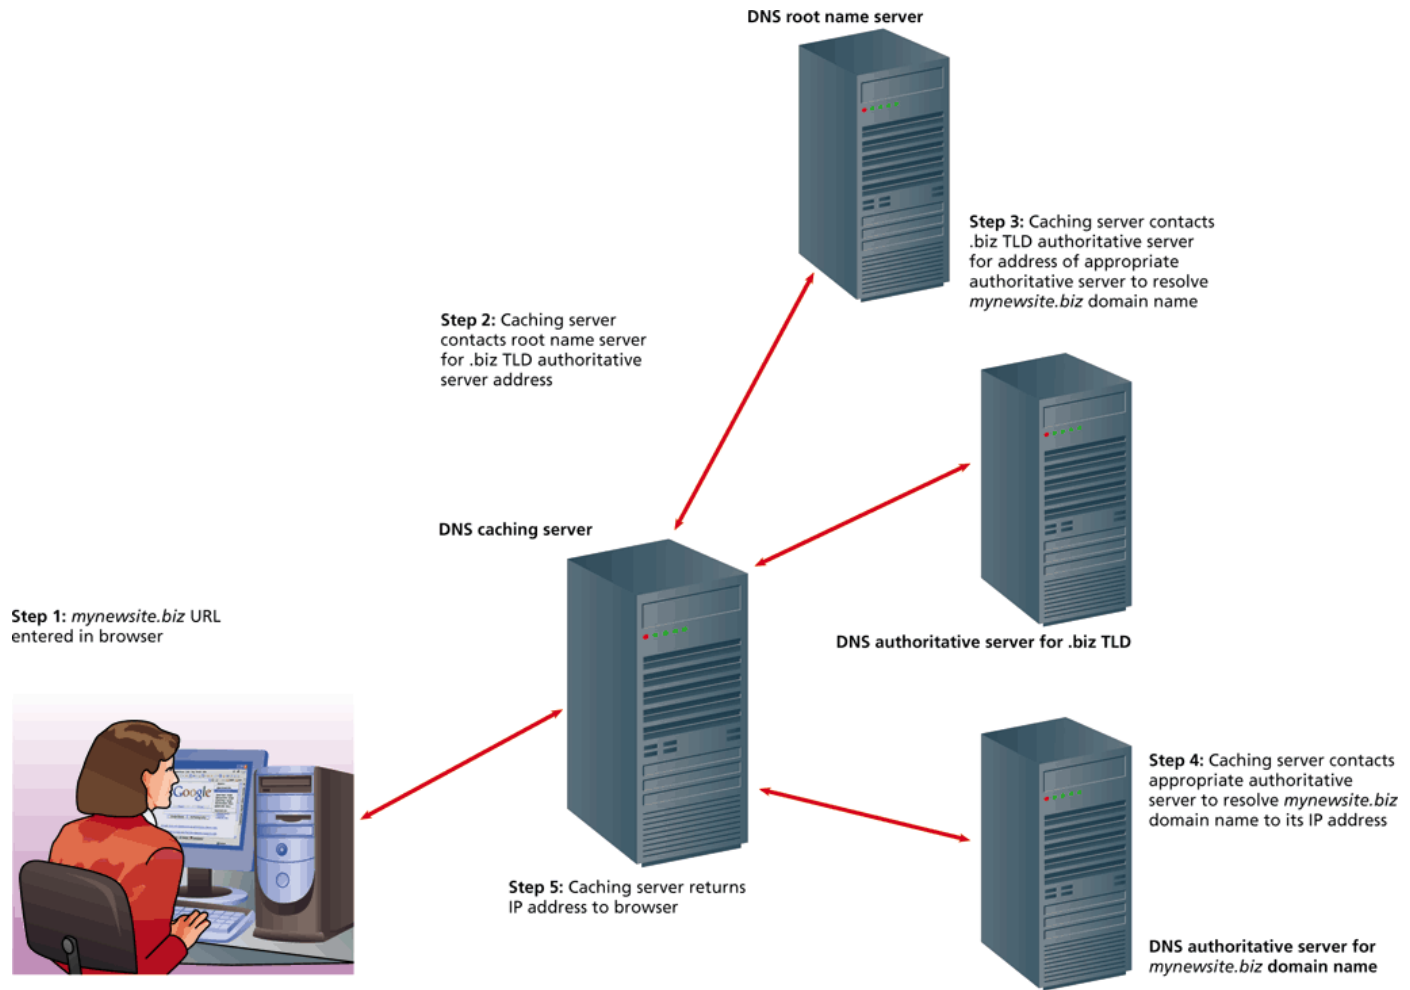 DNS root name server
Step 3: Caching server contacts
.biz TLD authoritative server
for address of appropriate
authoritative server to resolve
mynewsite.biz domain name
Step 2: Caching server
contacts root name server
for .biz TLD authoritative
server address
DNS caching server
Step 1: mynewsite.biz URL
entered in browser
DNS authoritative server for .biz TLD
Google
Step 4: Caching server contacts
appropriate authoritative
server to resolve mynewsite.biz
domain name to its IP address
Step 5: Caching server returns
IP address to browser
DNS authoritative server for
mynewsite.biz domain name